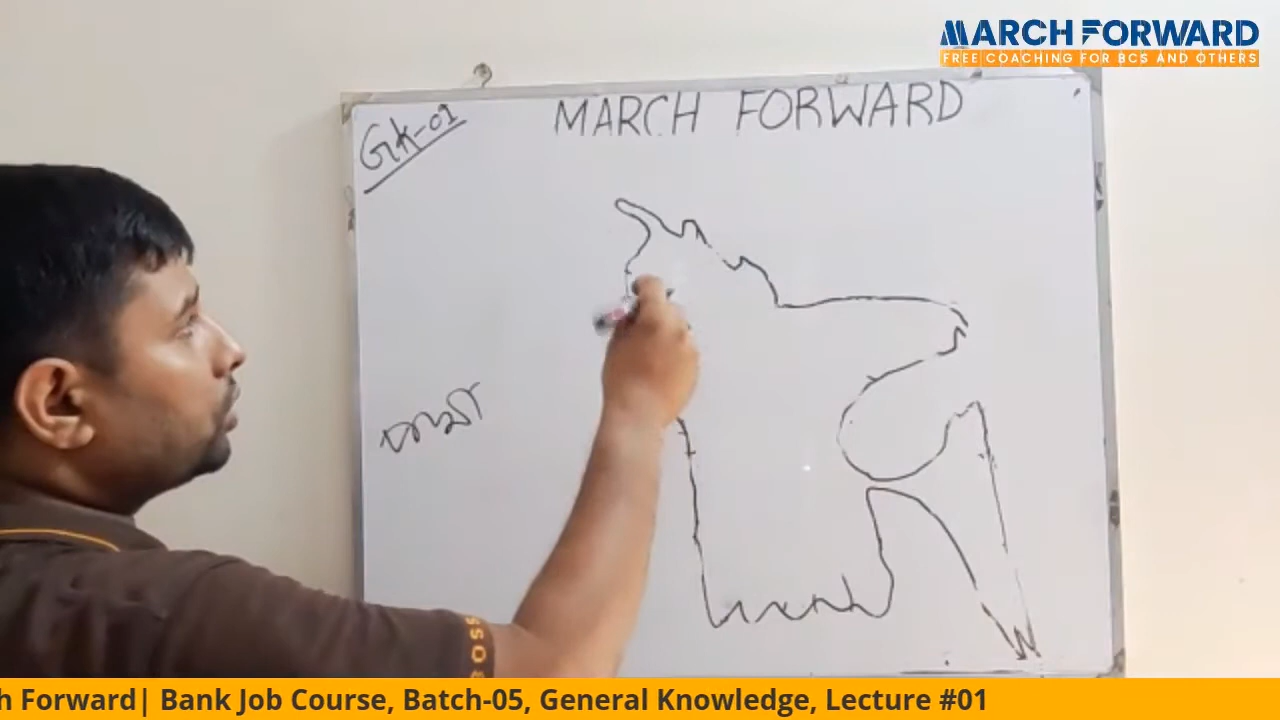 MARCH FORWARD
FREE COACHING FOR BCS AND OTHERS
GK-01
MARCH FORWARD
BOSS
h Forward| Bank Job Course, Batch-05, General Knowledge, Lecture #01